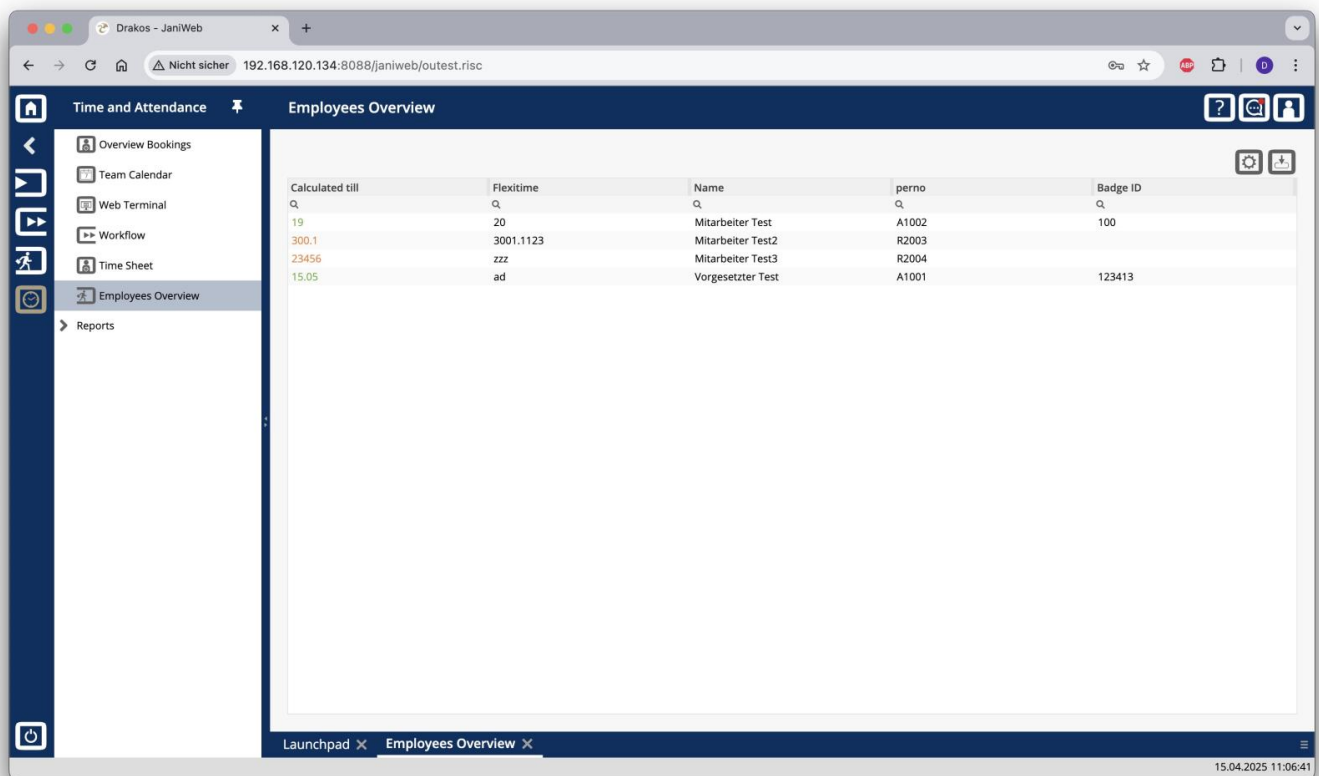 Drakos - JaniWeb
Nicht sicher 192.168.120.134:8088/janiweb/outest.risc
ABP
D
Time and Attendance
Employees Overview
?
Overview Bookings
Team Calendar
Web Terminal
Workflow
Time Sheet
Employees Overview
Reports
Calculated till Flexitime Name perno Badge ID
19 20 Mitarbeiter Test A1002 100
300.1 3001.1123 Mitarbeiter Test2 R2003
23456 zzz Mitarbeiter Test3 R2004
15.05 ad Vorgesetzter Test A1001 123413
Launchpad Employees Overview
15.04.2025 11:06:41